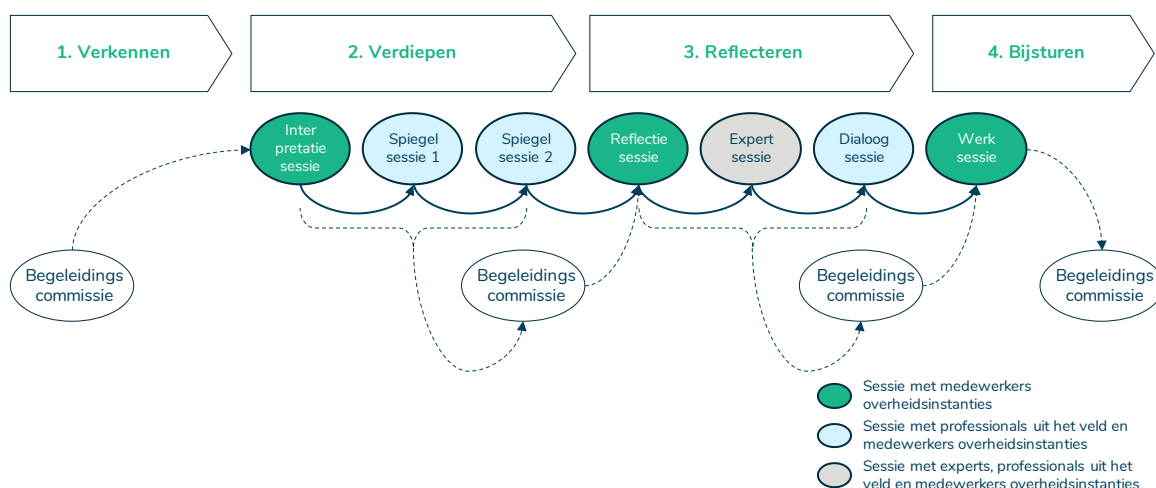 1. Verkennen
2. Verdiepen
3. Reflecteren
4. Bijsturen
Inter
pretatie
sessie
Spiegel
sessie 1
Spiegel
sessie 2
Reflectie
sessie
Expert
sessie
Dialoog
sessie
Werk
sessie
Begeleidings
commissie
Begeleidings
commissie
Begeleidings
commissie
Begeleidings
commissie
Sessie met medewerkers
overheidsinstanties
Sessie met professionals uit het veld en
medewerkers overheidsinstanties
Sessie met experts, professionals uit het
veld en medewerkers overheidsinstanties